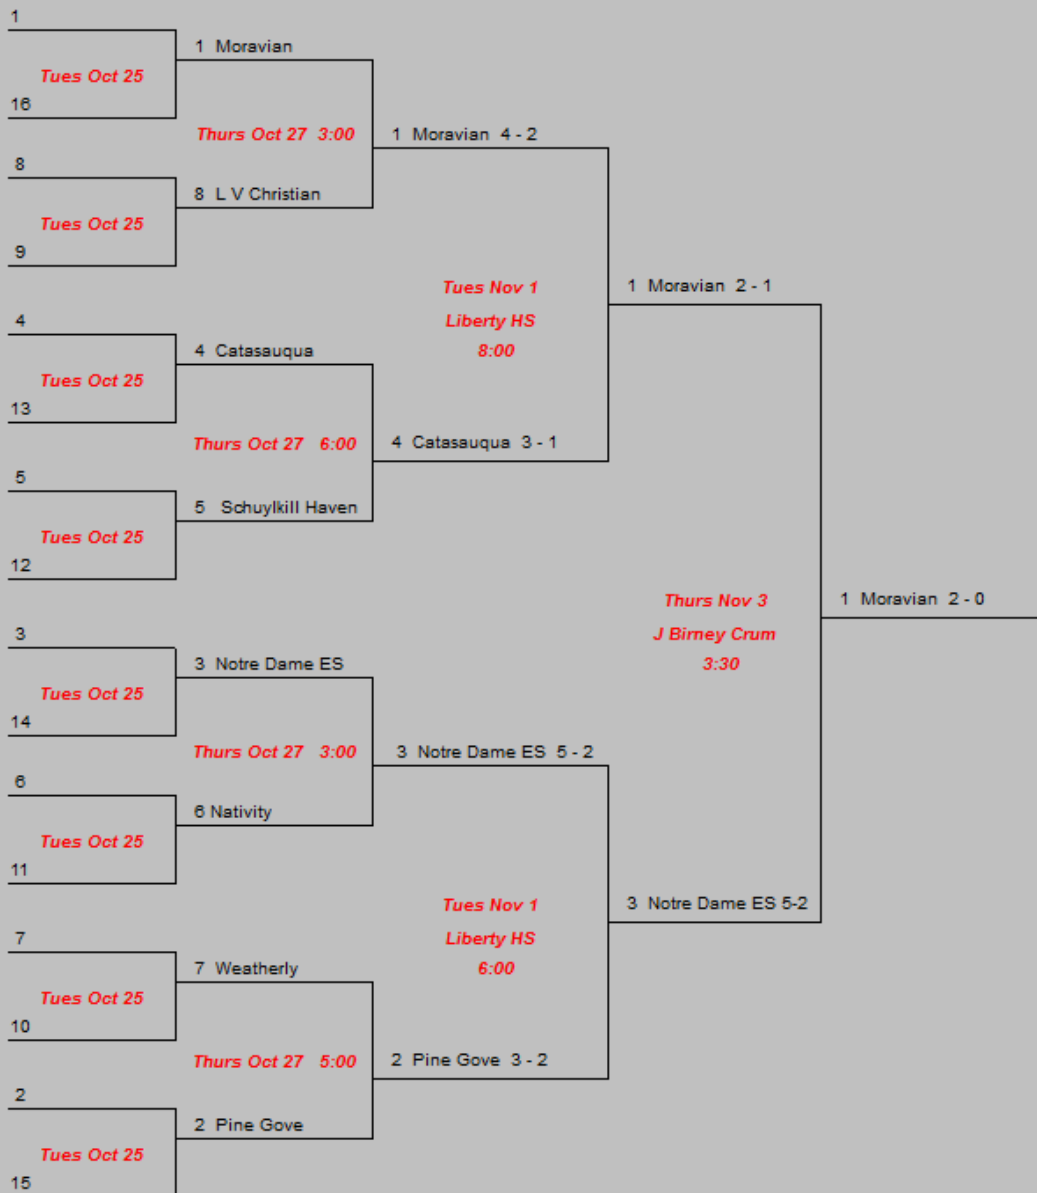 1
1 Moravian
Tues Oct 25
16
Thurs Oct 27 3:00
1 Moravian 4 - 2
8
8 L V Christian
Tues Oct 25
9
Tues Nov 1
Liberty HS
8:00
1 Moravian 2 - 1
4
4 Catasauqua
Tues Oct 25
13
Thurs Oct 27 6:00
4 Catasauqua 3 - 1
5
5 Schuylkill Haven
Tues Oct 25
12
Thurs Nov 3
J Birney Crum
3:30
1 Moravian 2 - 0
3
3 Notre Dame ES
Tues Oct 25
14
Thurs Oct 27 3:00
3 Notre Dame ES 5 - 2
6
6 Nativity
Tues Oct 25
11
Tues Nov 1
Liberty HS
6:00
3 Notre Dame ES 5-2
7
7 Weatherly
Tues Oct 25
10
Thurs Oct 27 5:00
2 Pine Gove 3 - 2
2
2 Pine Gove
Tues Oct 25
15